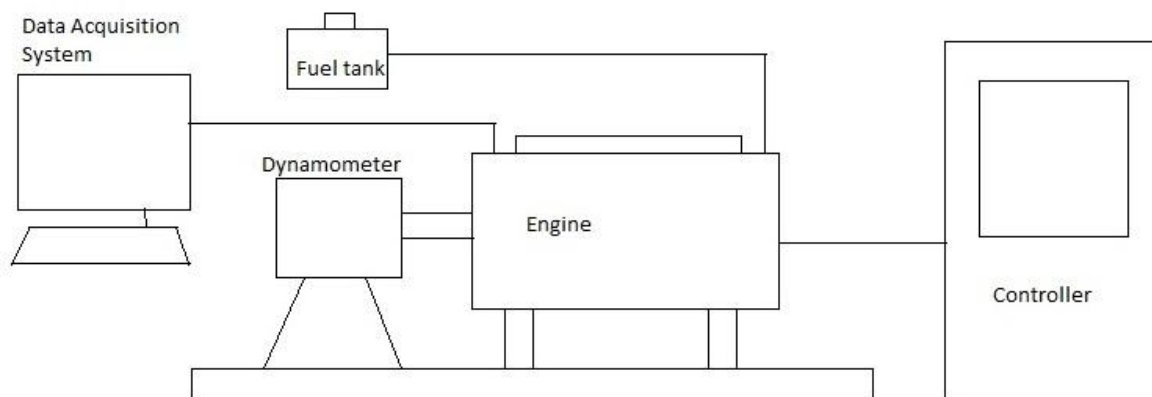 Data Acquisition
System
Fuel tank
Dynamometer
Engine
Controller